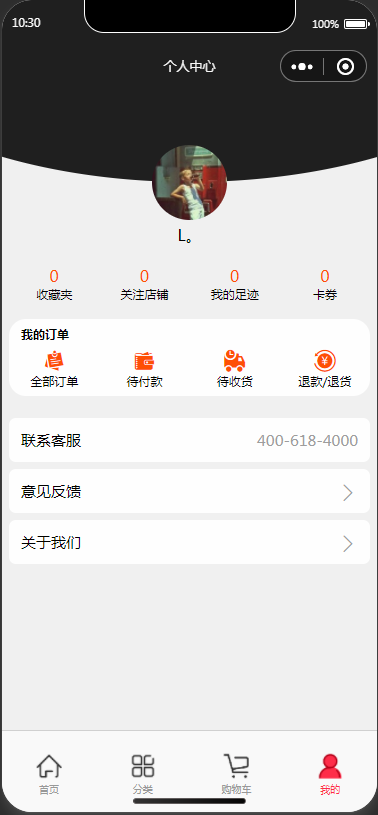 10:30
100%
个人中心
L。
0 0 0 0
收藏夹 关注店铺 我的足迹 卡券
我的订单
全部订单 待付款 待收货 退款/退货
联系客服 400-618-4000
意见反馈
关于我们
首页 分类 购物车 我的